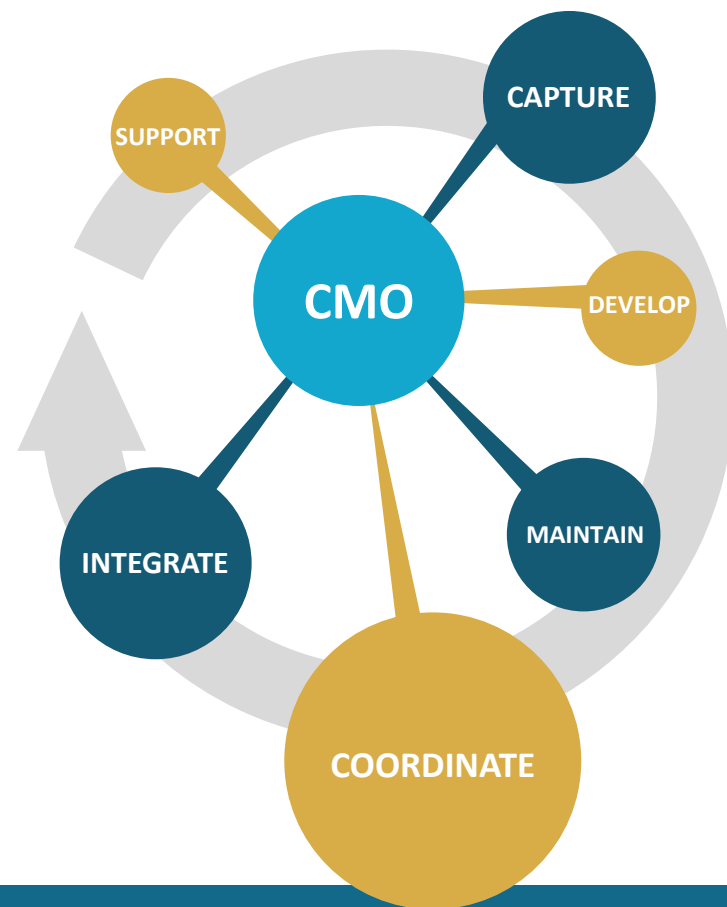 CAPTURE
SUPPORT
CMO
DEVELOP
MAINTAIN
INTEGRATE
COORDINATE